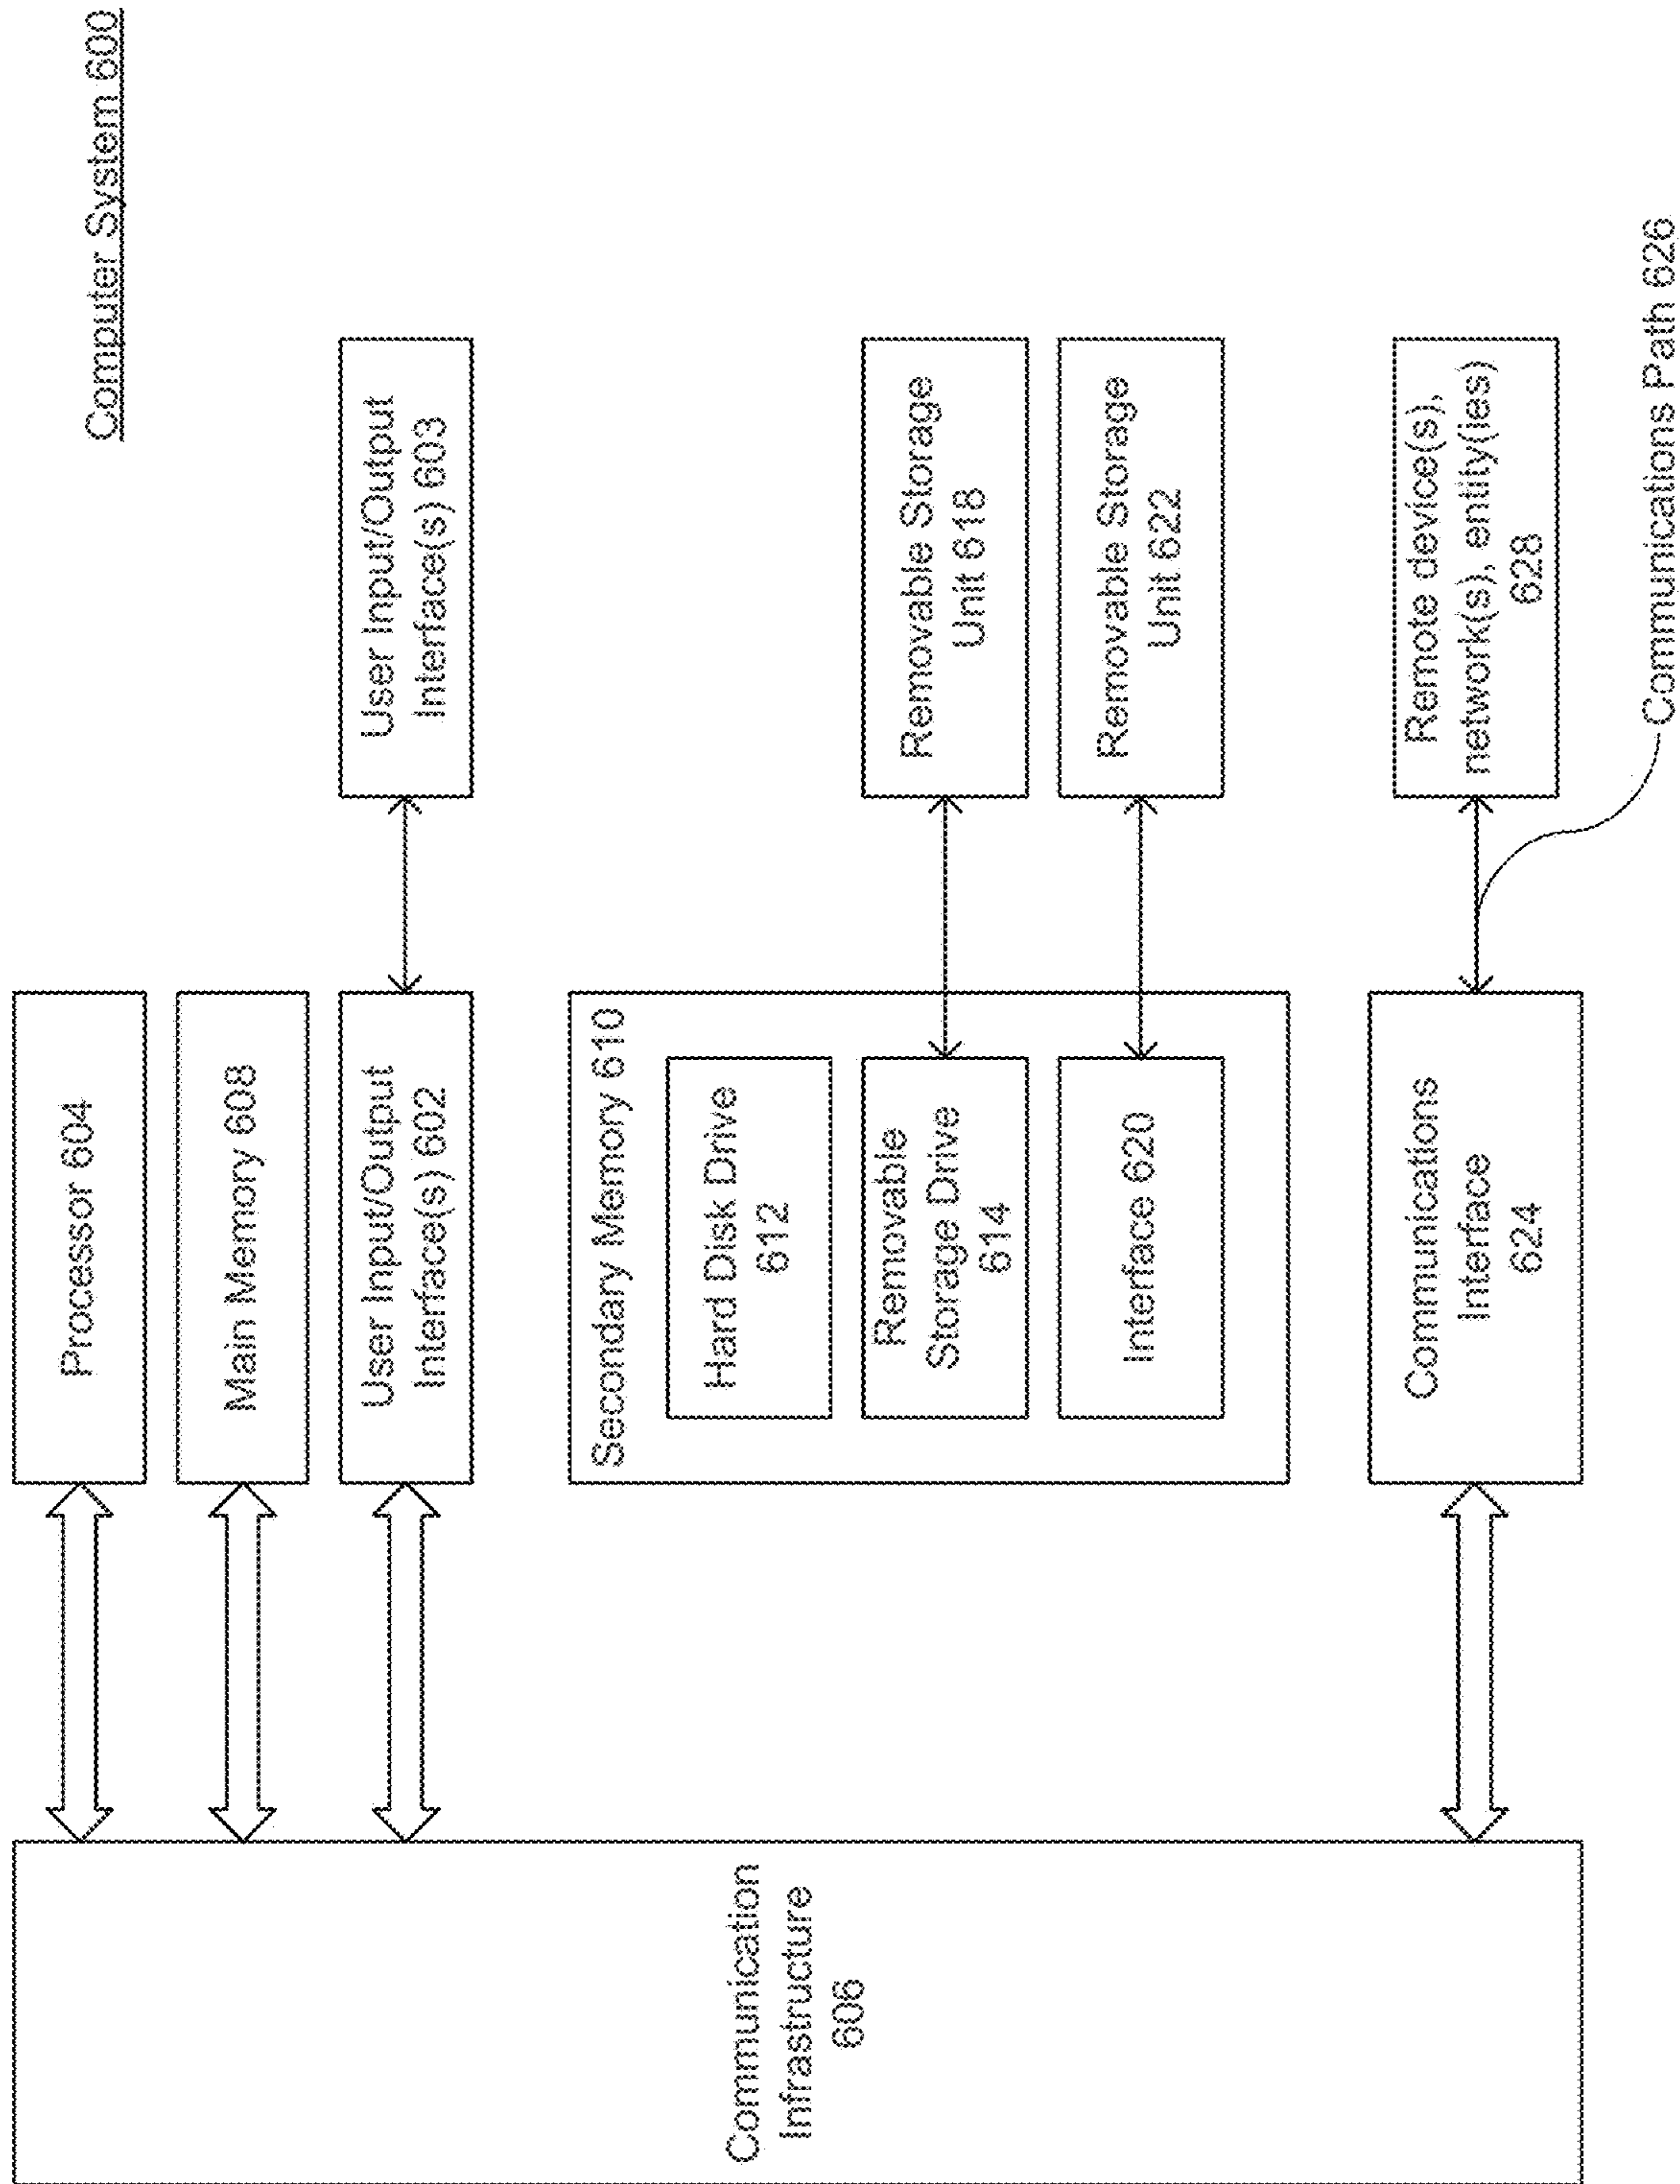 Computer System 600
Processor 604
Main Memory 608
User Input/Output
Interface(s) 602
User Input/Output
Interface(s) 603
Communication
Infrastructure
606
Secondary Memory 610
Hard Disk Drive
612
Removable
Storage Drive
614
Removable Storage
Unit 618
Interface 620
Removable Storage
Unit 622
Communications
Interface
624
Remote device(s),
network(s), entity(ies)
628
Communications Path 626